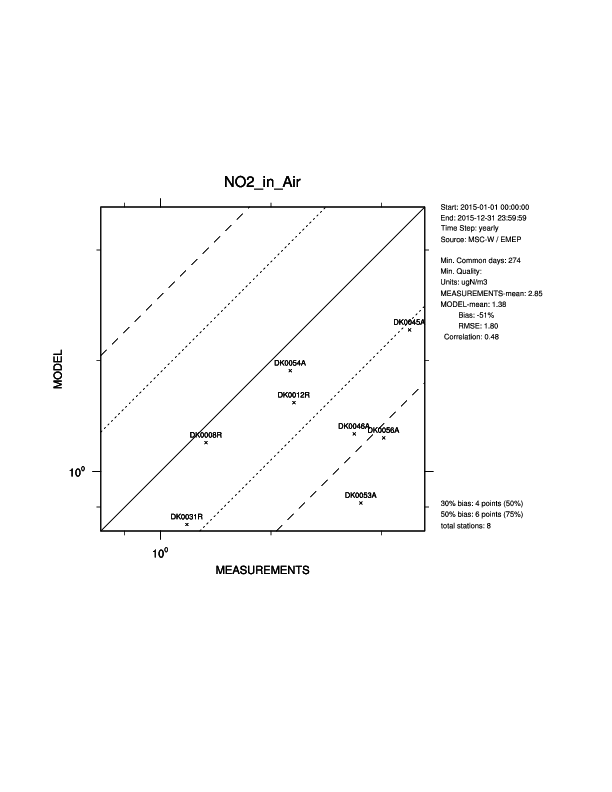 NO2_in_Air
Start: 2015-01-01 00:00:00
End: 2015-12-31 23:59:59
Time Step: yearly
Source: MSC-W / EMEP
Min. Common days: 274
Min. Quality:
Units: ugN/m3
MEASUREMENTS-mean: 2.85
MODEL-mean: 1.38
Bias: -51%
RMSE: 1.80
Correlation: 0.48
DK0045A
DK0054A
DK0012R
DK0046A
DK0056A
DK0008R
DK0053A
DK0031R
MODEL
10⁰
10⁰
MEASUREMENTS
30% bias: 4 points (50%)
50% bias: 6 points (75%)
total stations: 8